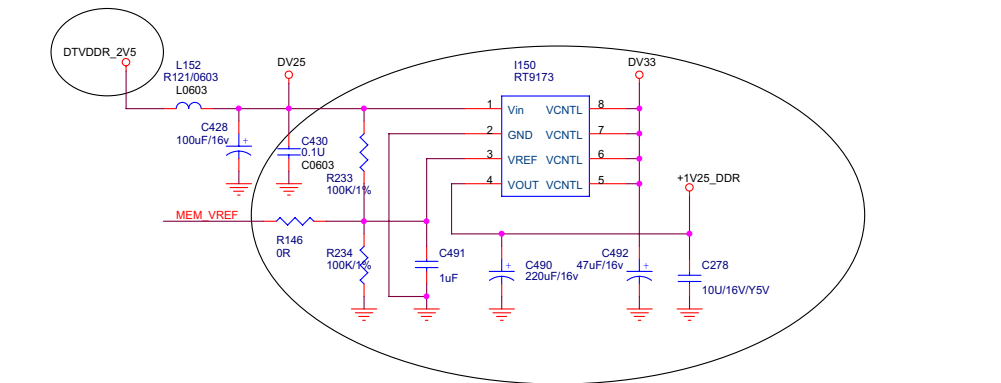 DTVDDR_2V5
L152
R121/0603
L0603
DV25
I150
RT9173
DV33
C428
100uF/16v
+
C430
0.1U
C0603
1 Vin VCNTL 8
2 GND VCNTL 7
3 VREF VCNTL 6
4 VOUT VCNTL 5
R233
100K/1%
+1V25_DDR
MEM_VREF
R146
0R
R234
100K/1%
C491
1uF
+
C490
220uF/16v
C492
47uF/16v
+
C278
10U/16V/Y5V